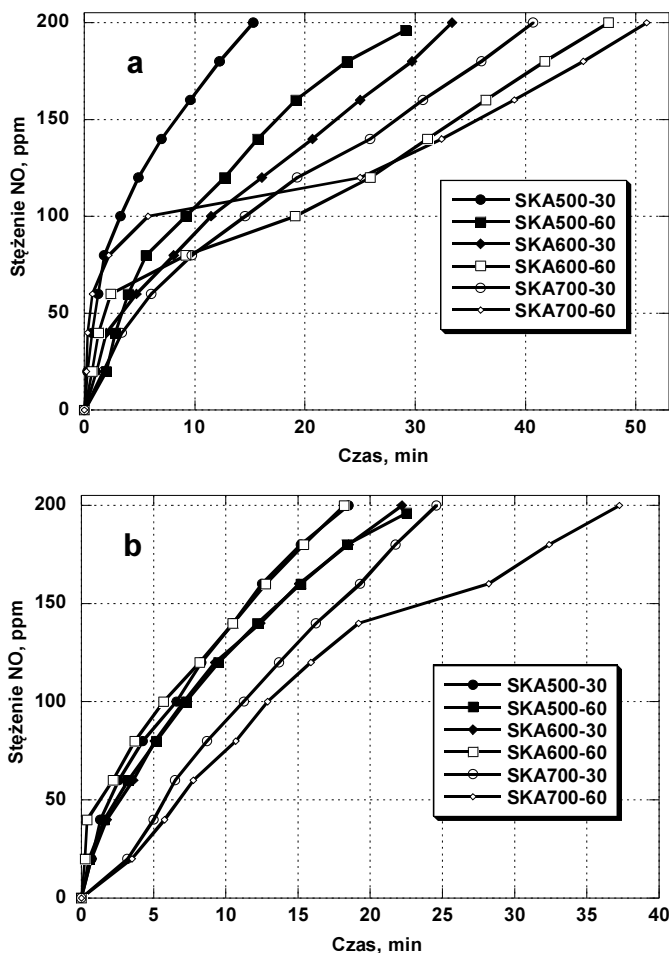 200
a
150
Stężenie NO, ppm
100
50
0
SKA500-30
SKA500-60
SKA600-30
SKA600-60
SKA700-30
SKA700-60
0 10 20 30 40 50
Czas, min
200
b
150
Stężenie NO, ppm
100
50
0
SKA500-30
SKA500-60
SKA600-30
SKA600-60
SKA700-30
SKA700-60
0 5 10 15 20 25 30 35 40
Czas, min